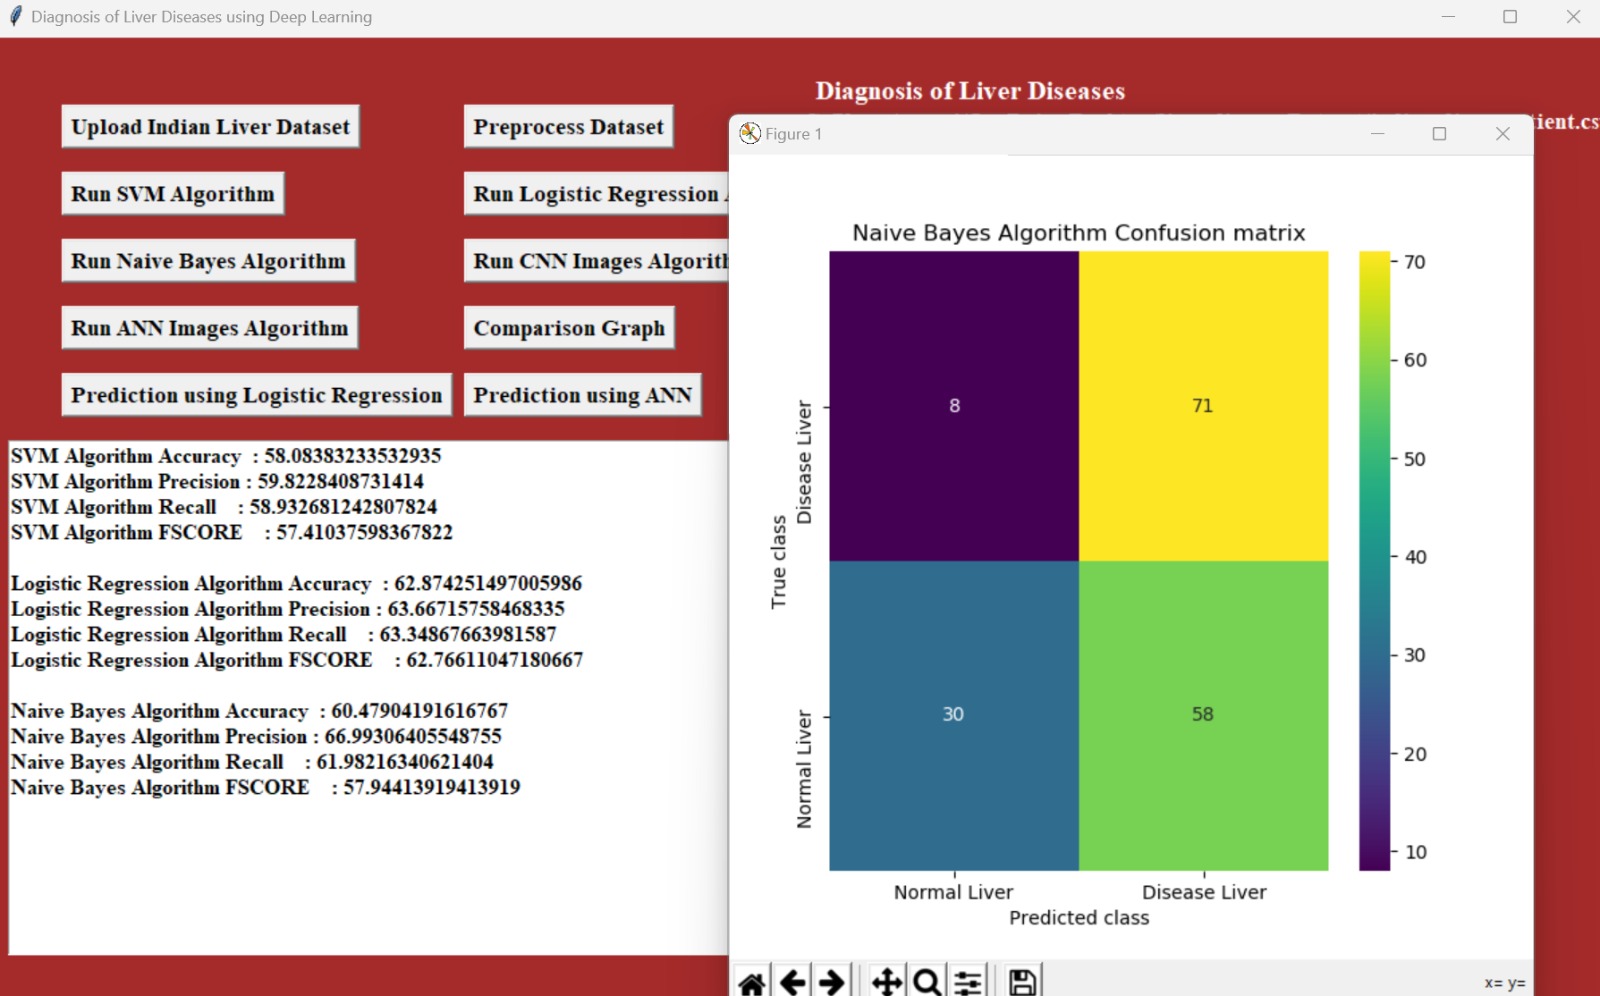 Diagnosis of Liver Diseases using Deep Learning
Diagnosis of Liver Diseases
Upload Indian Liver Dataset
Preprocess Dataset
Run SVM Algorithm
Run Logistic Regression
Run Naive Bayes Algorithm
Run CNN Images
Run ANN Images Algorithm
Comparison Graph
Prediction using Logistic Regression
Prediction using ANN
SVM Algorithm Accuracy : 58.08383233532935
SVM Algorithm Precision : 59.8228408731414
SVM Algorithm Recall : 58.932681242807824
SVM Algorithm FSCORE : 57.41037598367822
Logistic Regression Algorithm Accuracy : 62.874251497005986
Logistic Regression Algorithm Precision : 63.66715758468335
Logistic Regression Algorithm Recall : 63.34867663981587
Logistic Regression Algorithm FSCORE : 62.76611047180667
Naive Bayes Algorithm Accuracy : 60.47904191616767
Naive Bayes Algorithm Precision : 66.99306405548755
Naive Bayes Algorithm Recall : 61.98216340621404
Naive Bayes Algorithm FSCORE : 57.94413919413919
Figure 1
Naive Bayes Algorithm Confusion matrix
True class
Disease Liver
Normal Liver
8
71
30
58
Normal Liver
Disease Liver
Predicted class
70
60
50
40
30
20
10
x= y=